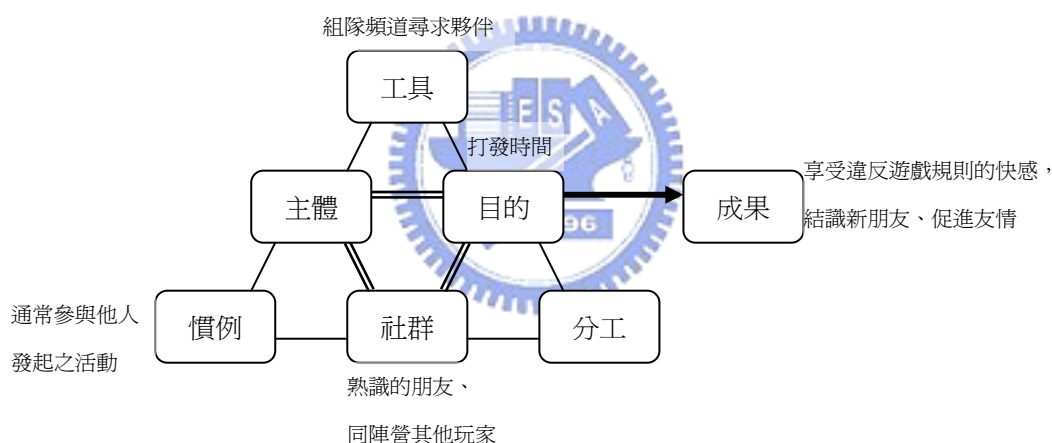 組隊頻道尋求夥伴
工具
E S A
打發時間
主體
目的
成果
享受違反遊戲規則的快感，
結識新朋友、促進友情
96
通常參與他人
發起之活動
慣例
社群
分工
熟識的朋友、
同陣營其他玩家